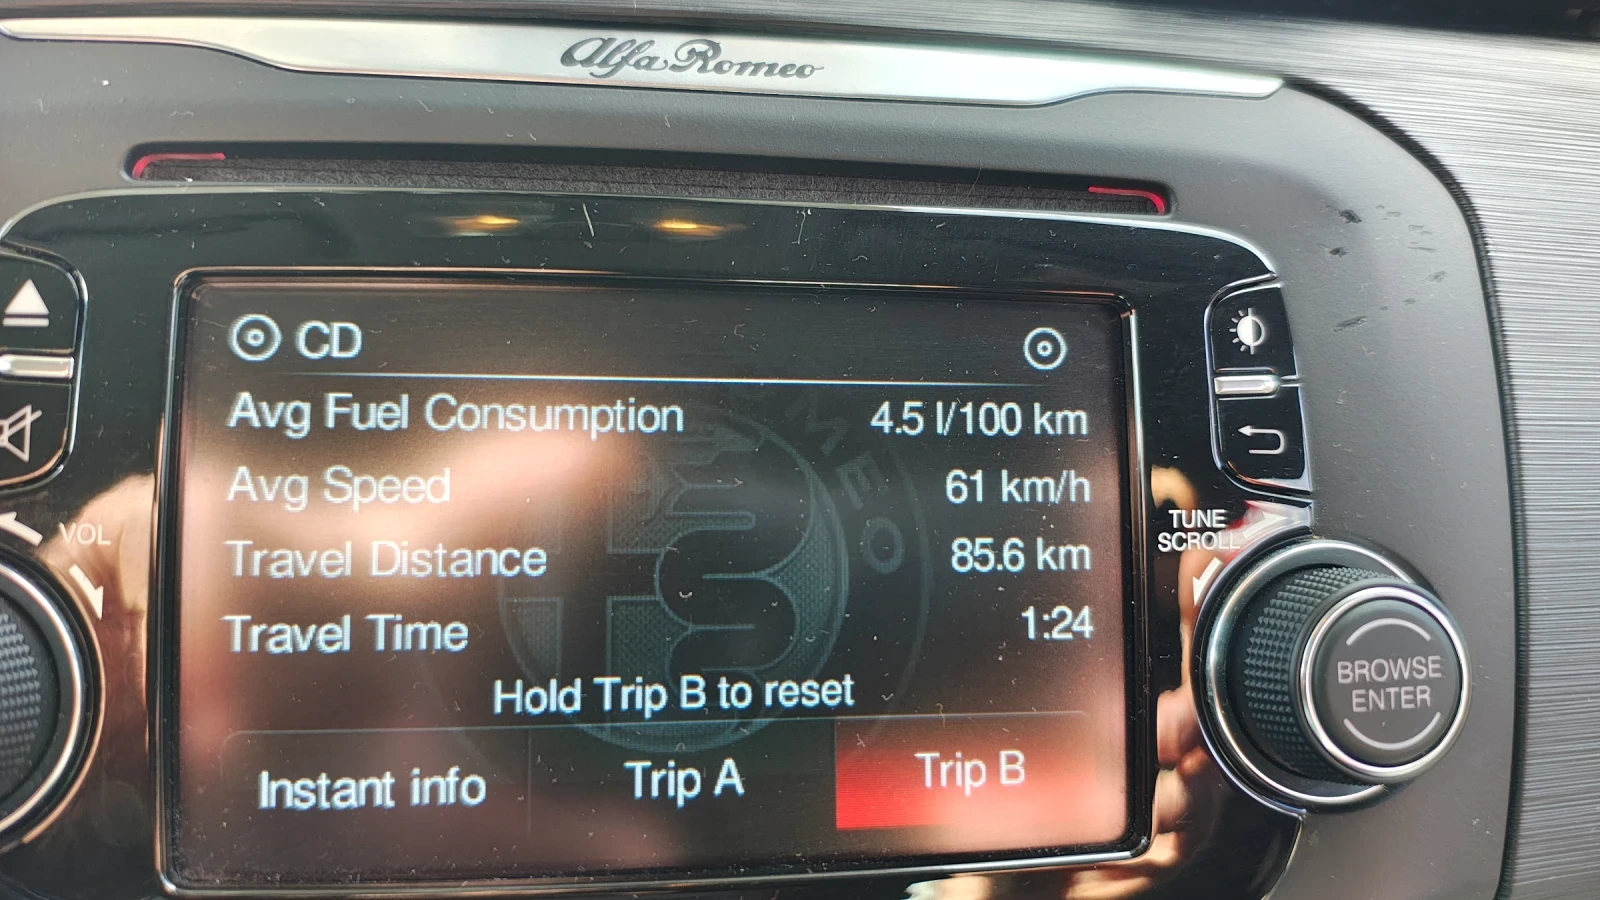 Alfa Romeo
CD
Avg Fuel Consumption 4.5 l/100 km
Avg Speed 61 km/h
Travel Distance 85.6 km
Travel Time 1:24
Hold Trip B to reset
Instant info Trip A Trip B
VOL
TUNE
SCROLL
BROWSE
ENTER
OMEO